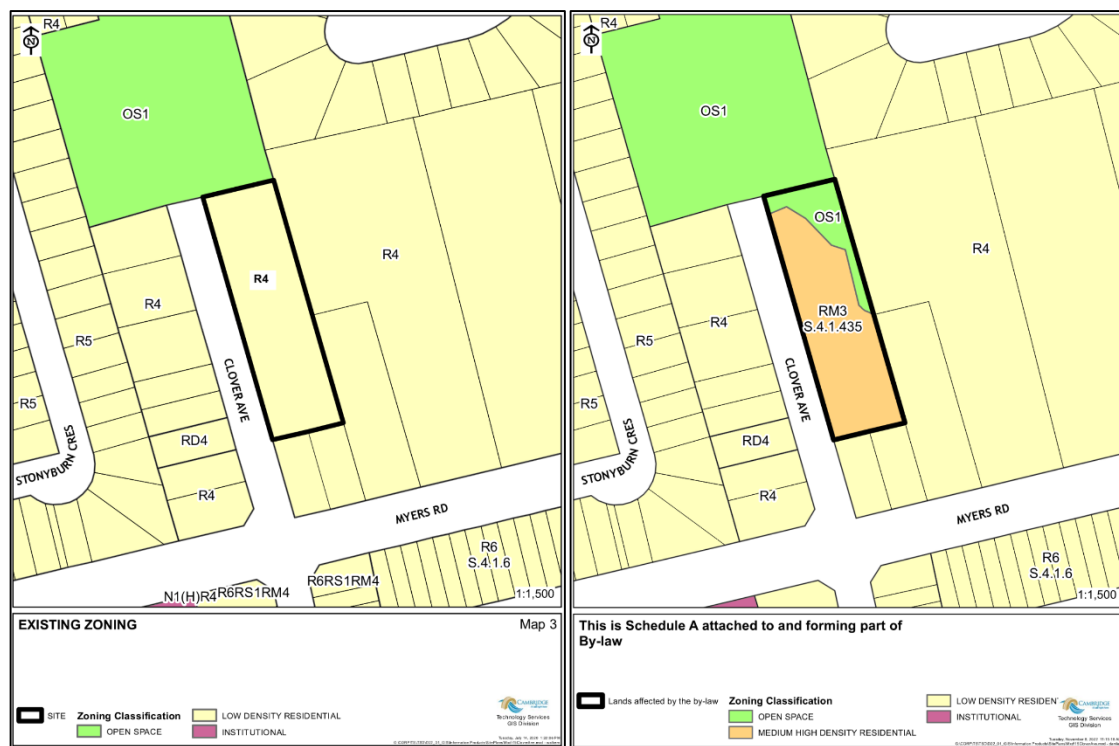 R4
OS1
R4
R4
R4
R5
R5
CLOVER AVE
RD4
STONYBURN CRES
R4
MYERS RD
R6
S.4.1.6
R6RS1RM4
N1(H)R4
R6RS1RM4
1:1,500
EXISTING ZONING
Map 3
SITE
Zoning Classification
OPEN SPACE
LOW DENSITY RESIDENTIAL
INSTITUTIONAL
CAMBRIDGE
Technology Services
GIS Division
R4
OS1
OS1
R4
RM3
S.4.1.435
R4
R5
R5
CLOVER AVE
RD4
STONYBURN CRES
R4
MYERS RD
R6
S.4.1.6
1:1,500
This is Schedule A attached to and forming part of
By-law
Lands affected by the by-law
Zoning Classification
OPEN SPACE
MEDIUM HIGH DENSITY RESIDENTIAL
LOW DENSITY RESIDEN
INSTITUTIONAL
CAMBRIDGE
Technology Services
GIS Division